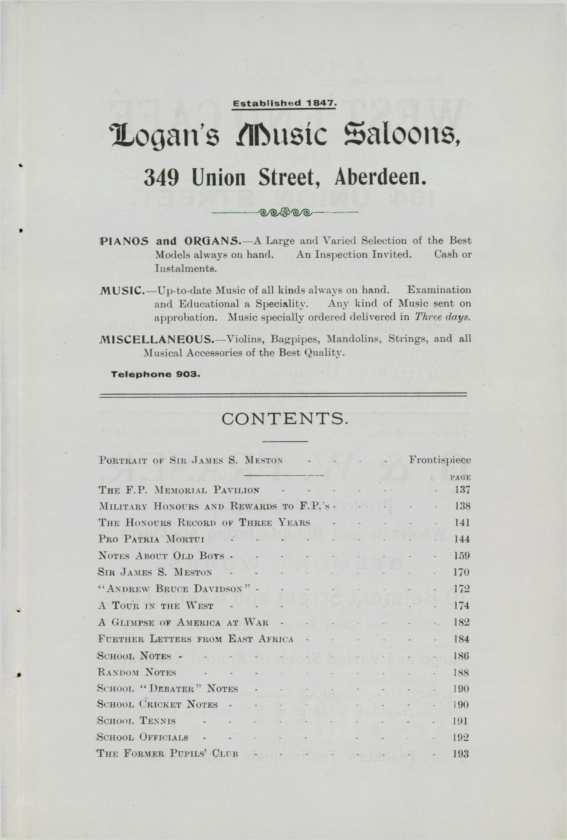 Established 1847.
Logan's Music Saloons,
349 Union Street, Aberdeen.
PIANOS and ORGANS.—A Large and Varied Selection of the Best
Models always on hand. An Inspection Invited. Cash or
Instalments.
MUSIC.—Up-to-date Music of all kinds always on hand. Examination
and Educational a Speciality. Any kind of Music sent on
approbation. Music specially ordered delivered in Three days.
MISCELLANEOUS.—Violins, Bagpipes, Mandolins, Strings, and all
Musical Accessories of the Best Quality.
Telephone 903.
CONTENTS.
Portrait of Sir James S. Meston - - - Frontispiece
PAGE
The F.P. Memorial Pavilion - - - - - - - 137
Military Honours and Rewards to F.P.'s - - - - - 138
The Honours Record of Three Years - - - - - 141
Pro Patria Mortui - - - - - - - - - 144
Notes About Old Boys - - - - - - - - - 159
Sir James S. Meston - - - - - - - - - 170
"Andrew Bruce Davidson" - - - - - - - - 172
A Tour in the West - - - - - - - - - 174
A Glimpse of America at War - - - - - - - 182
Further Letters from East Africa - - - - - - 184
School Notes - - - - - - - - - - - 186
Random Notes - - - - - - - - - - 188
School "Debater" Notes - - - - - - - - 190
School Cricket Notes - - - - - - - - - 190
School Tennis - - - - - - - - - - 191
School Officials - - - - - - - - - - 192
The Former Pupils' Club - - - - - - - - 193